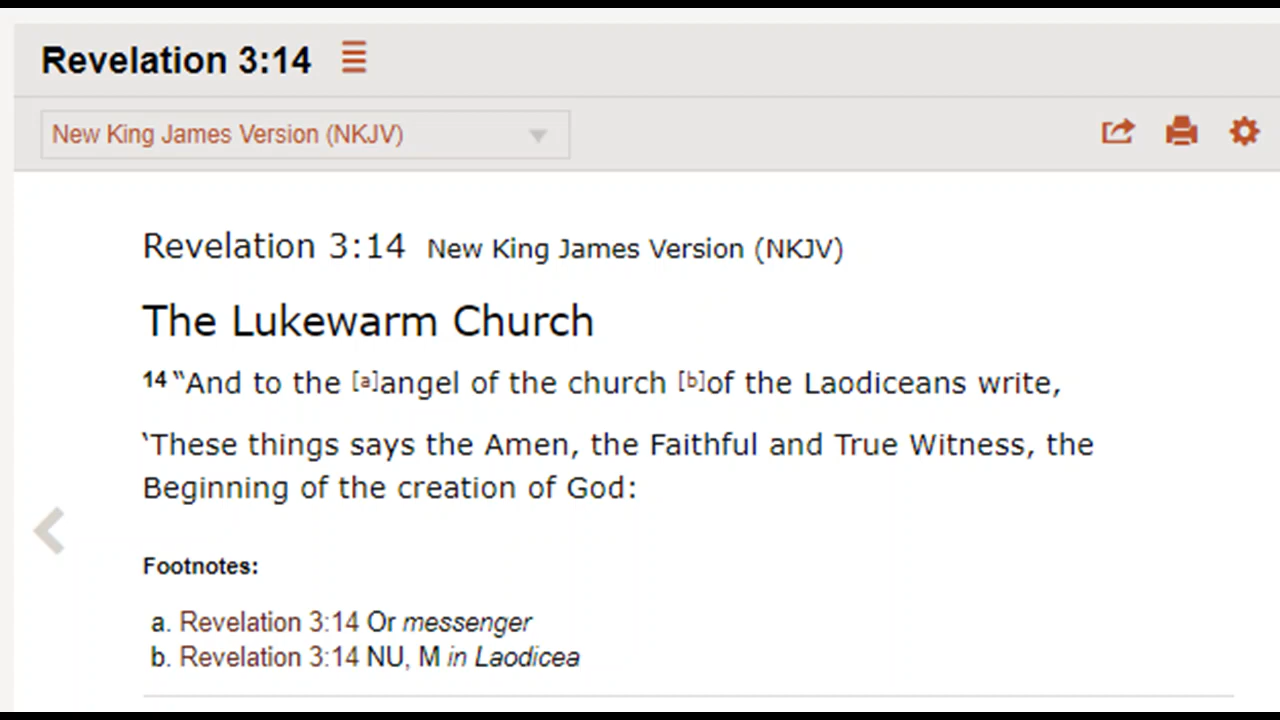 Revelation 3:14
New King James Version (NKJV)
Revelation 3:14 New King James Version (NKJV)
The Lukewarm Church
14 “And to the [a]angel of the church [b]of the Laodiceans write,
‘These things says the Amen, the Faithful and True Witness, the
Beginning of the creation of God:
Footnotes:
a. Revelation 3:14 Or messenger
b. Revelation 3:14 NU, M in Laodicea